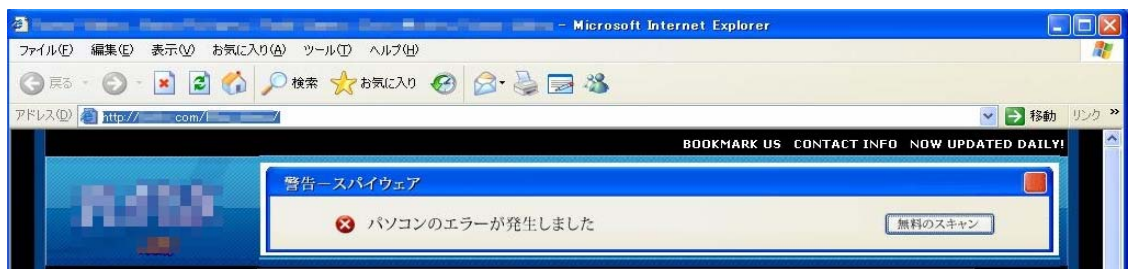 – Microsoft Internet Explorer
ファイル(F) 編集(E) 表示(V) お気に入り(A) ツール(T) ヘルプ(H)
戻る 検索 お気に入り
アドレス(D) http:// com/ 移動 リンク »
BOOKMARK US CONTACT INFO NOW UPDATED DAILY!
警告－スパイウェア
パソコンのエラーが発生しました 無料のスキャン